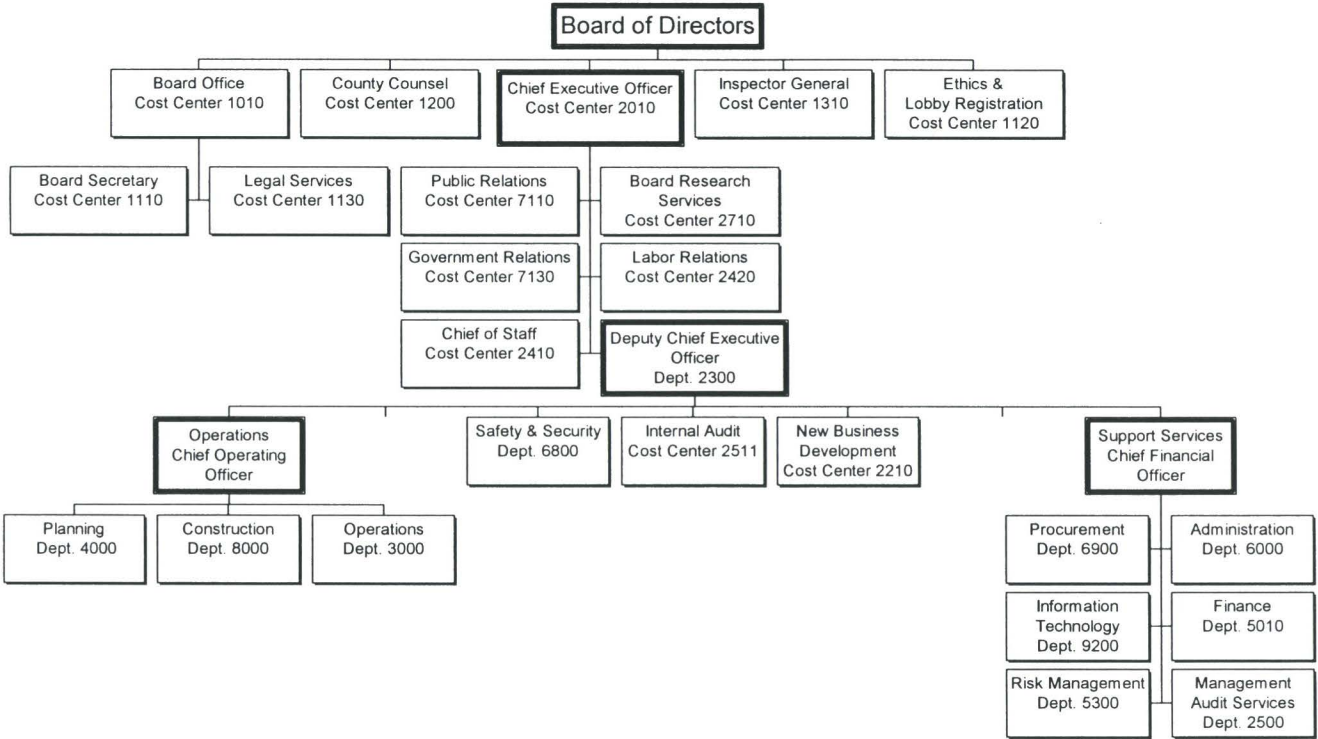 Board of Directors
Board Office
Cost Center 1010
County Counsel
Cost Center 1200
Chief Executive Officer
Cost Center 2010
Inspector General
Cost Center 1310
Ethics &
Lobby Registration
Cost Center 1120
Board Secretary
Cost Center 1110
Legal Services
Cost Center 1130
Public Relations
Cost Center 7110
Board Research
Services
Cost Center 2710
Government Relations
Cost Center 7130
Labor Relations
Cost Center 2420
Chief of Staff
Cost Center 2410
Deputy Chief Executive
Officer
Dept. 2300
Operations
Chief Operating
Officer
Safety & Security
Dept. 6800
Internal Audit
Cost Center 2511
New Business
Development
Cost Center 2210
Support Services
Chief Financial
Officer
Planning
Dept. 4000
Construction
Dept. 8000
Operations
Dept. 3000
Procurement
Dept. 6900
Administration
Dept. 6000
Information
Technology
Dept. 9200
Finance
Dept. 5010
Risk Management
Dept. 5300
Management
Audit Services
Dept. 2500